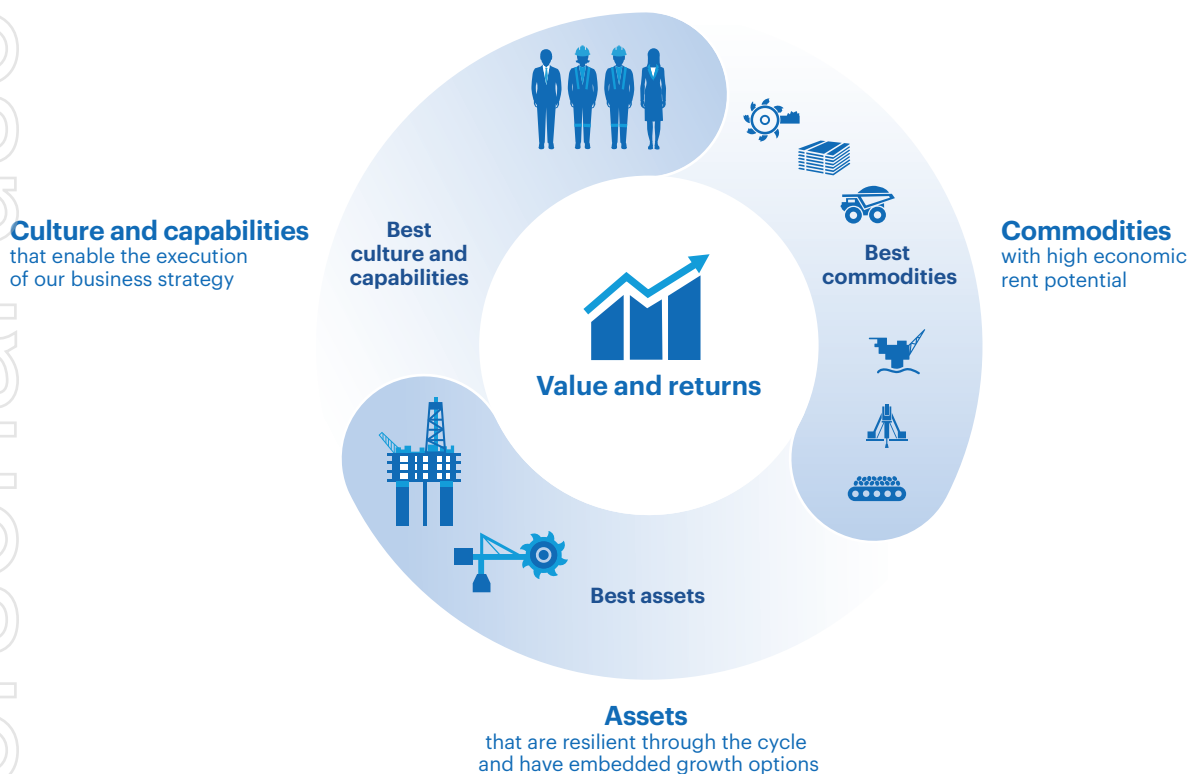 Culture and capabilities
that enable the execution
of our business strategy
Best
culture and
capabilities
Value and returns
Best
commodities
Commodities
with high economic
rent potential
Best assets
Assets
that are resilient through the cycle
and have embedded growth options